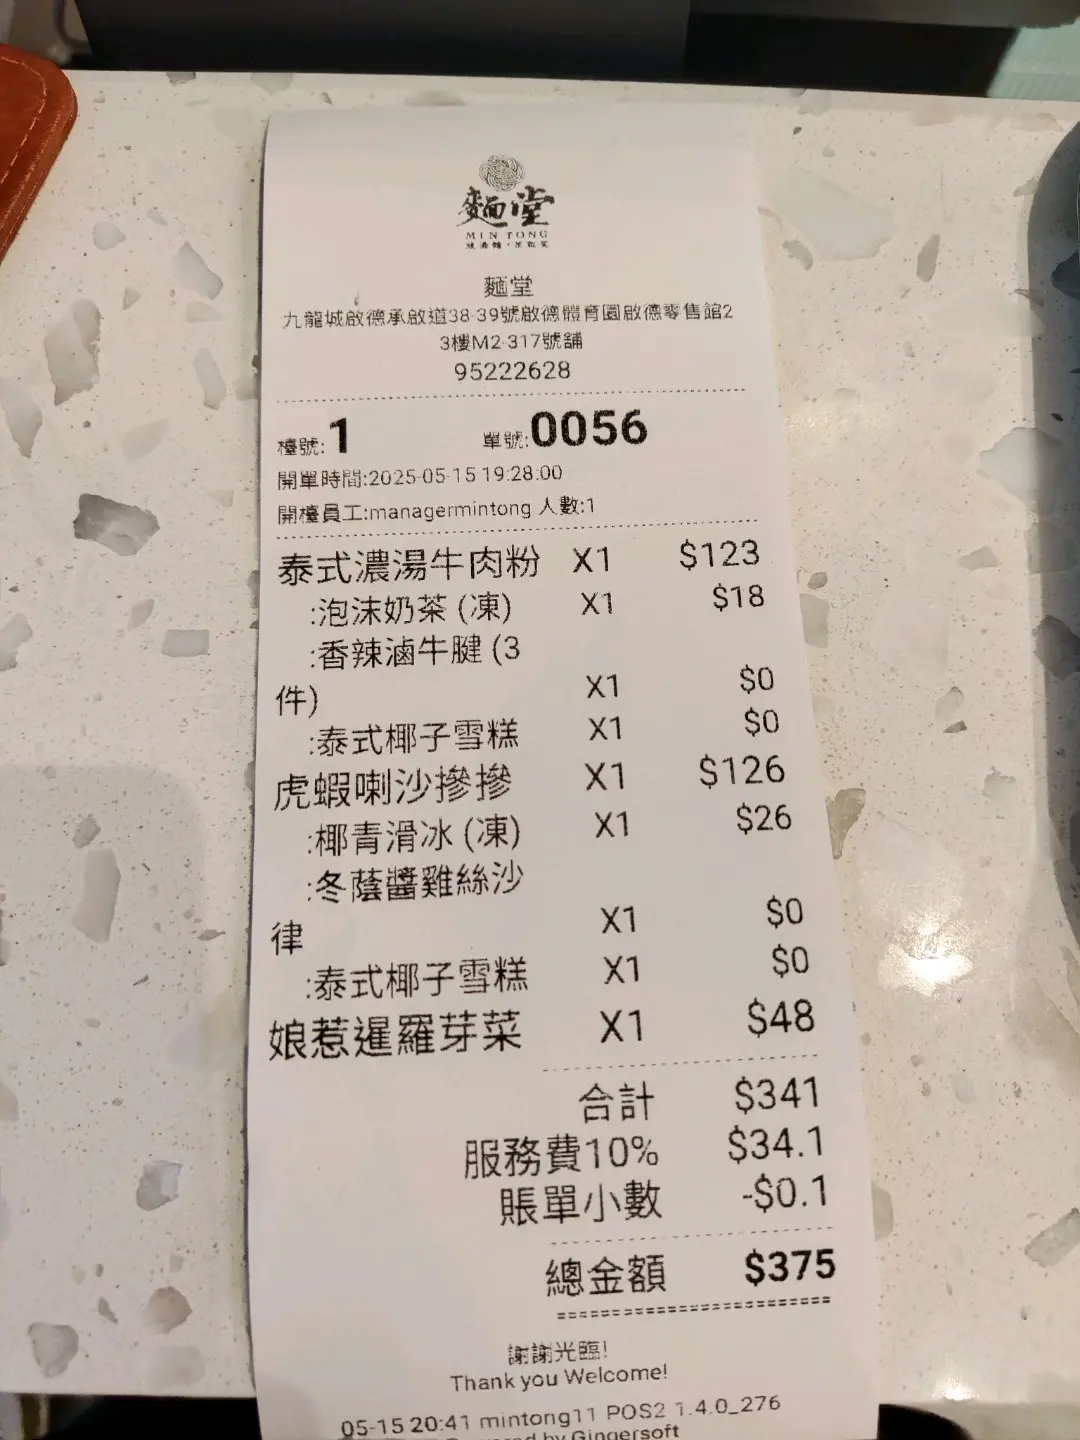 麵堂
MIN TONG
麵堂
九龍城啟德承啟道38-39號啟德體育園啟德零售館2
3樓M2-317號舖
95222628
檯號:1 單號:0056
開單時間:2025-05-15 19:28:00
開檯員工:managermintong 人數:1
泰式濃湯牛肉粉 X1 $123
:泡沫奶茶 (凍) X1 $18
:香辣滷牛腱 (3
件) X1 $0
:泰式椰子雪糕 X1 $0
虎蝦喇沙撈撈 X1 $126
:椰青滑冰 (凍) X1 $26
:冬蔭醬雞絲沙
律 X1 $0
:泰式椰子雪糕 X1 $0
娘惹暹羅芽菜 X1 $48
合計 $341
服務費10% $34.1
賬單小數 -$0.1
總金額 $375
謝謝光臨!
Thank you Welcome!
05-15 20:41 mintong11 POS2 1.4.0_276
Powered by Gingersoft